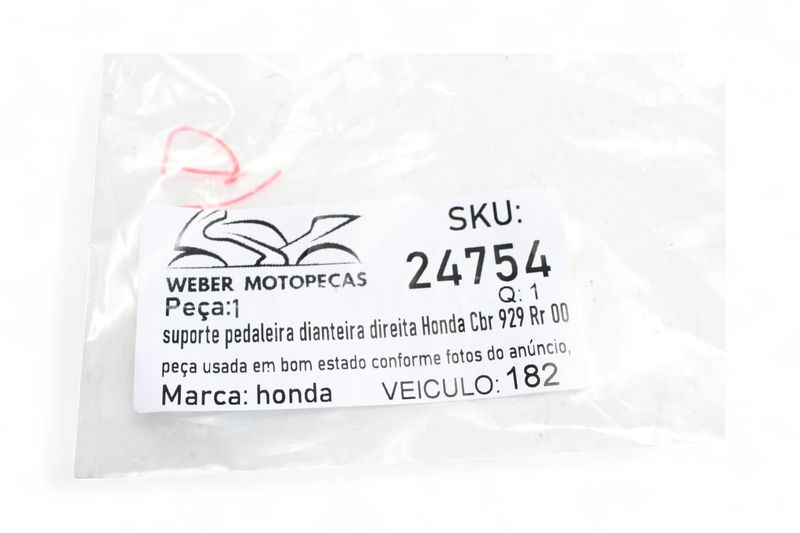 WEBER MOTOPEÇAS
SKU:
24754
Peça:1
Q: 1
suporte pedaleira dianteira direita Honda Cbr 929 Rr 00
peça usada em bom estado conforme fotos do anúncio,
Marca: honda
VEICULO: 182